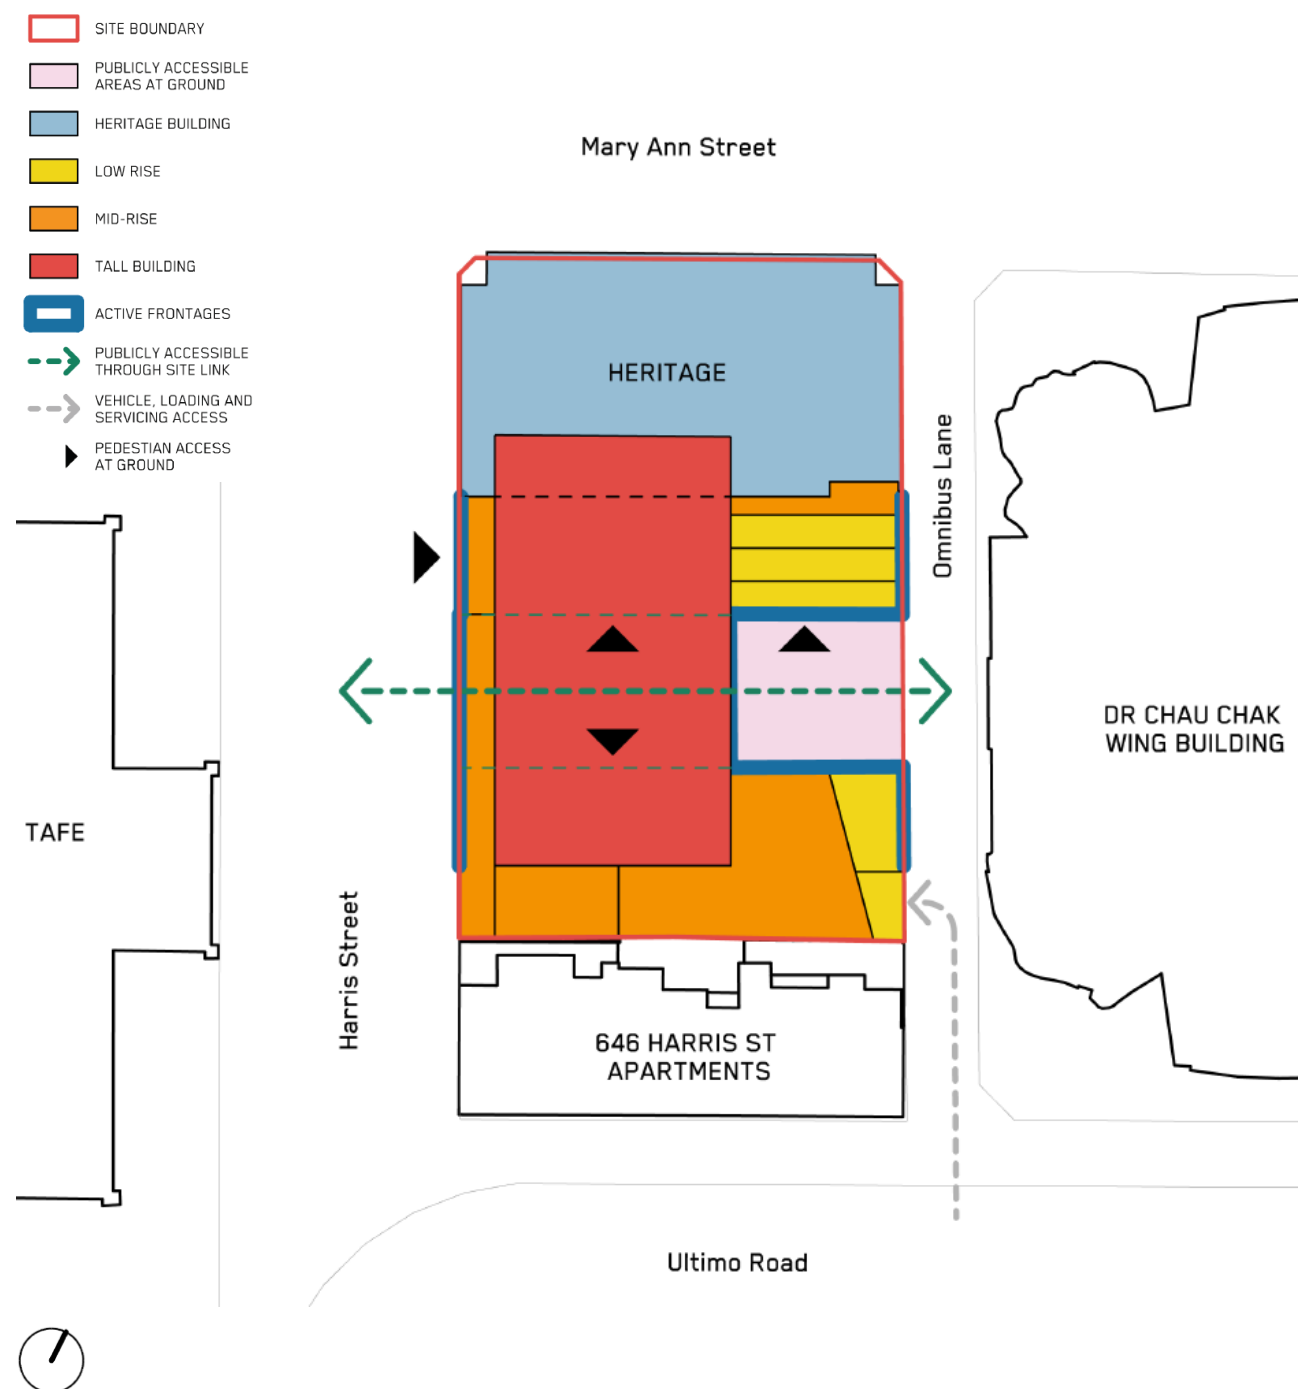 SITE BOUNDARY
PUBLICLY ACCESSIBLE
AREAS AT GROUND
HERITAGE BUILDING
LOW RISE
MID-RISE
TALL BUILDING
ACTIVE FRONTAGES
PUBLICLY ACCESSIBLE
THROUGH SITE LINK
VEHICLE, LOADING AND
SERVICING ACCESS
PEDESTIAN ACCESS
AT GROUND
Mary Ann Street
HERITAGE
Omnibus Lane
DR CHAU CHAK
WING BUILDING
TAFE
Harris Street
646 HARRIS ST
APARTMENTS
Ultimo Road